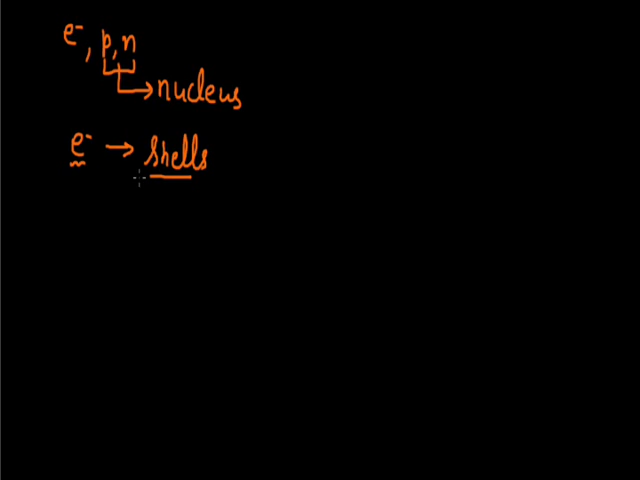 e⁻, p, n
→ nucleus
e⁻ → shells